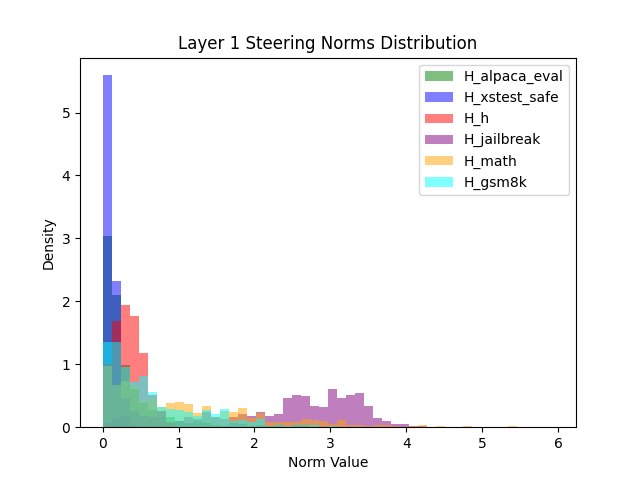 Layer 1 Steering Norms Distribution
H_alpaca_eval
H_xstest_safe
H_h
H_jailbreak
H_math
H_gsm8k
Density
5
4
3
2
1
0
0 1 2 3 4 5 6
Norm Value